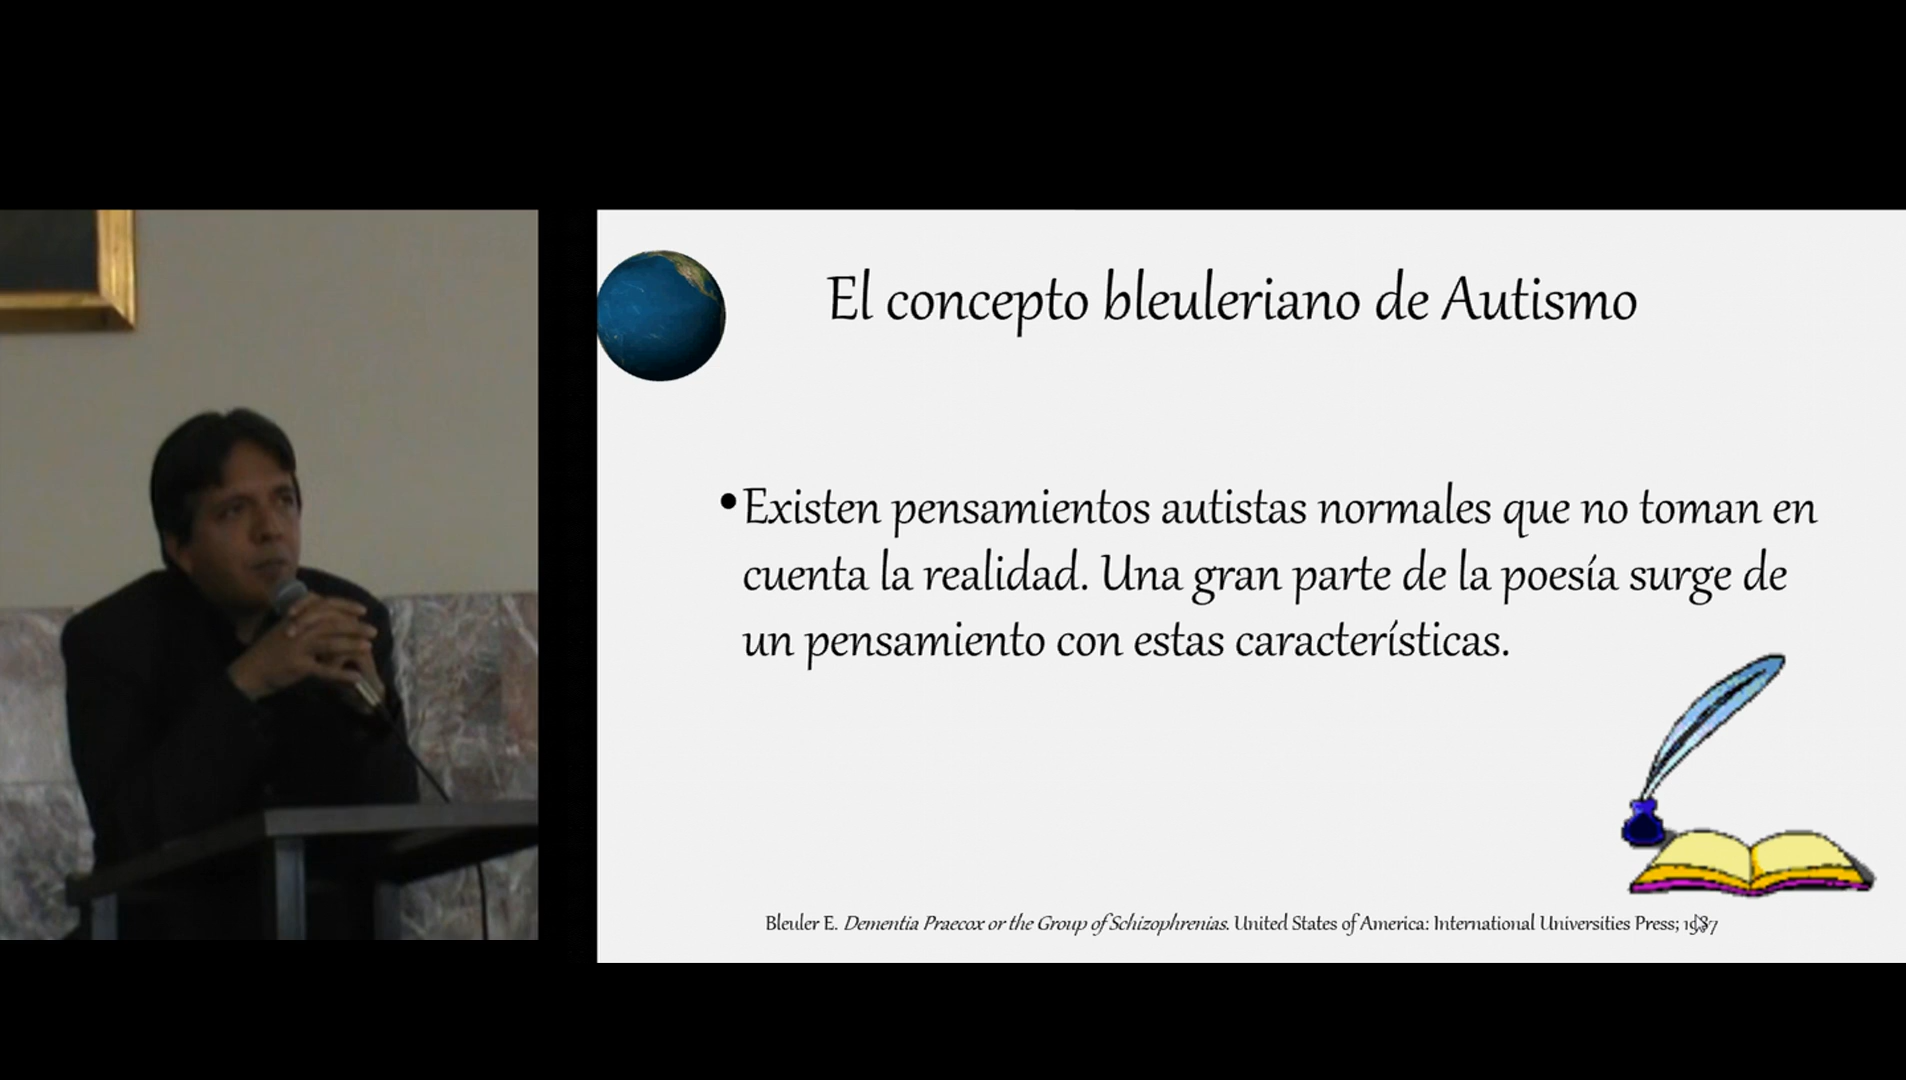 El concepto bleuleriano de Autismo
•Existen pensamientos autistas normales que no toman en
cuenta la realidad. Una gran parte de la poesía surge de
un pensamiento con estas características.
Bleuler E. Dementia Praecox or the Group of Schizophrenias. United States of America: International Universities Press;